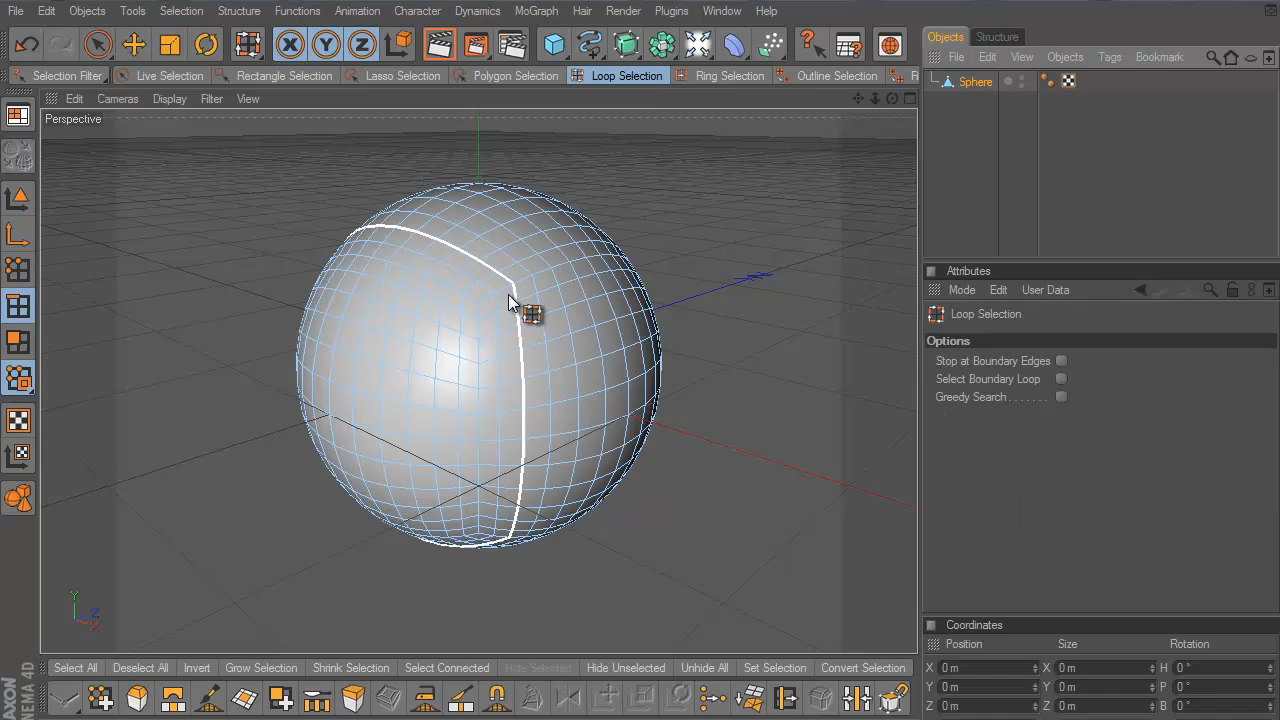 File Edit Objects Tools Selection Structure Functions Animation Character Dynamics MoGraph Hair Render Plugins Window Help
Selection Filter Live Selection Rectangle Selection Lasso Selection Polygon Selection Loop Selection Ring Selection Outline Selection Fi
Edit Cameras Display Filter View
Perspective
Objects Structure
File Edit View Objects Tags Bookmark
Sphere
Attributes
Mode Edit User Data
Loop Selection
Options
Stop at Boundary Edges
Select Boundary Loop
Greedy Search . . . . . . .
X Y Z
Y
Z
X
Coordinates
Position Size Rotation
X 0 m X 0 m H 0 °
Y 0 m Y 0 m P 0 °
Z 0 m Z 0 m B 0 °
Select All Deselect All Invert Grow Selection Shrink Selection Select Connected Hide Selected Hide Unselected Unhide All Set Selection Convert Selection
AXON
NEMA 4D